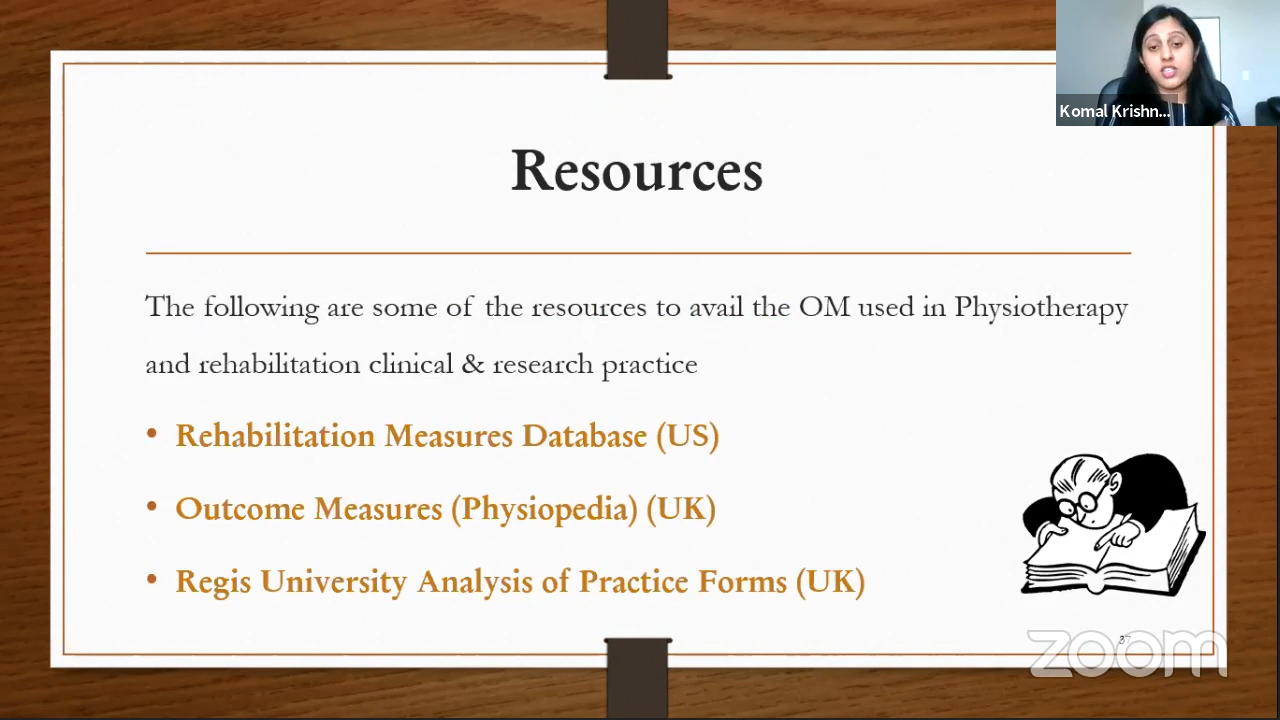 Komal Krishn...
Resources
The following are some of the resources to avail the OM used in Physiotherapy
and rehabilitation clinical & research practice
• Rehabilitation Measures Database (US)
• Outcome Measures (Physiopedia) (UK)
• Regis University Analysis of Practice Forms (UK)
37
zoom